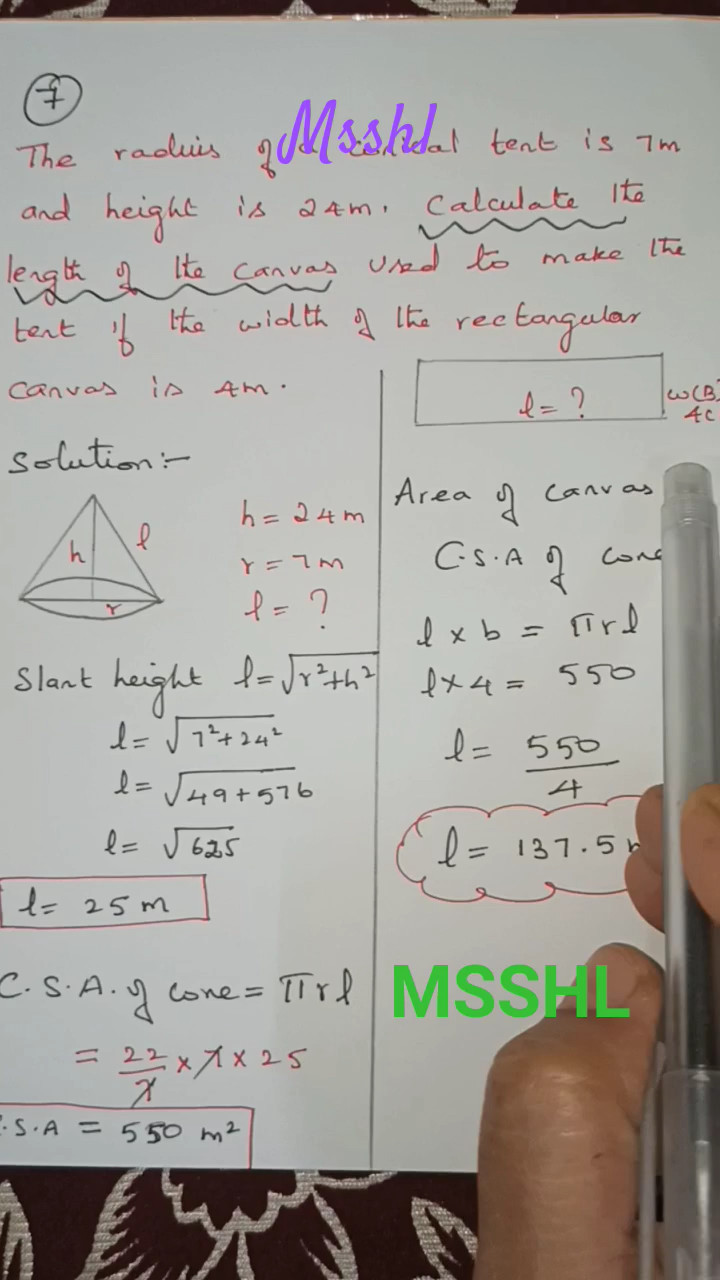 7
Msshl
The radius of a conical tent is 7m
and height is 24m. Calculate the
length of the canvas used to make the
tent if the width of the rectangular
canvas is 4m.
Solution:-
h l
r
h = 24m
r = 7m
l = ?
Slant height l = √r²+h²
l = √7²+24²
l = √49+576
l = √625
l = 25 m
C.S.A. of cone = πrl
= 22/7 × 7 × 25
C.S.A = 550 m²
l = ?
w(B)
Area of canvas
C.S.A of cone
l × b = πrl
l × 4 = 550
l = 550/4
l = 137.5
MSSHL